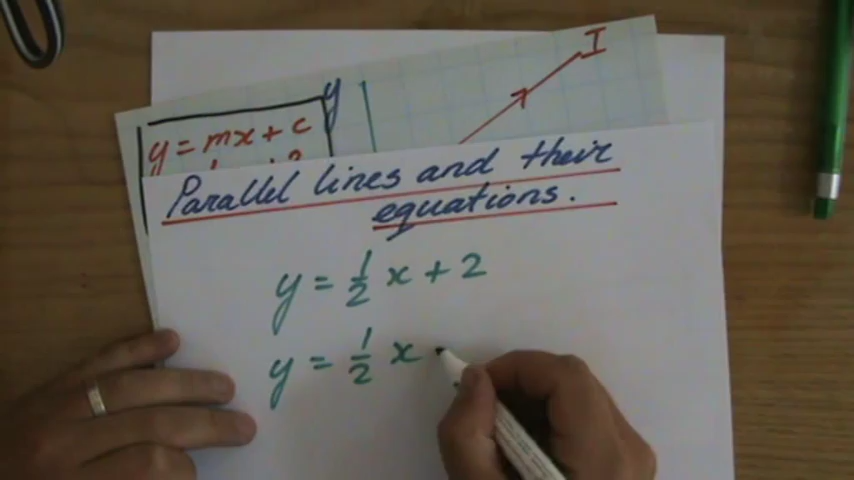 I
y
y = mx + c
Parallel lines and their
equations.
y = ½ x + 2
y = ½ x